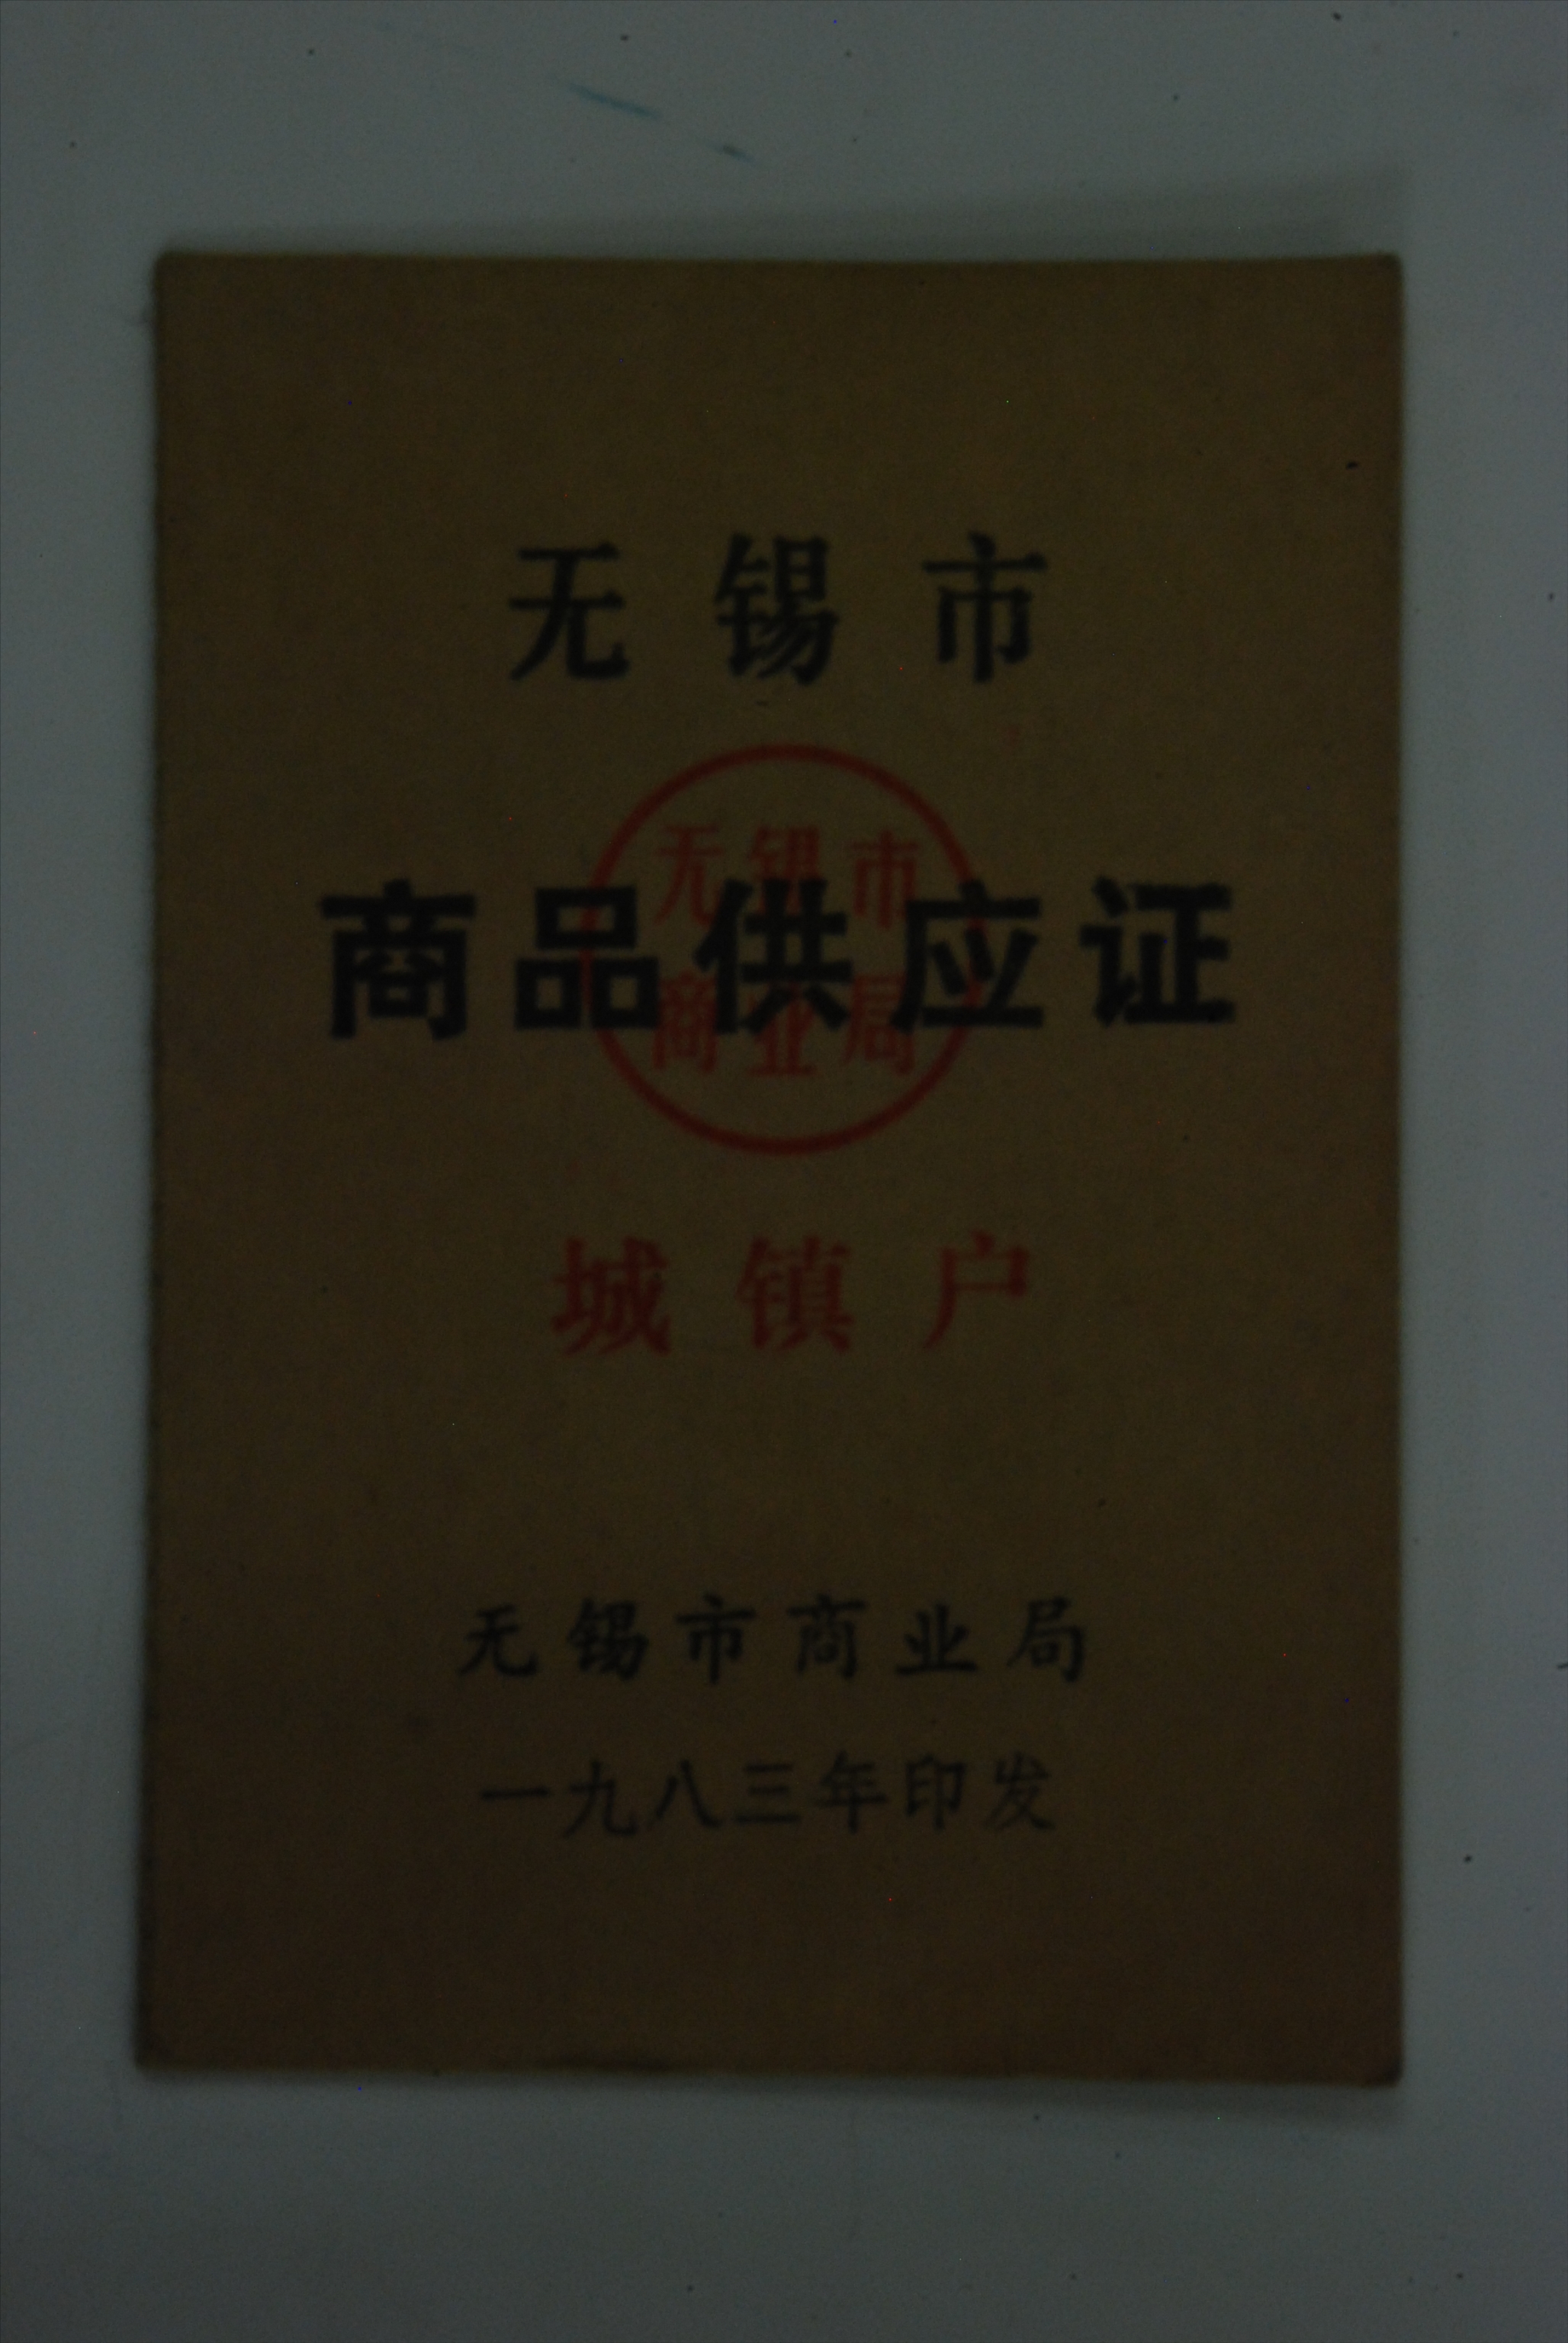 无锡市
无锡市
商品供应证
商业局
城镇户
无锡市商业局
一九八三年印发